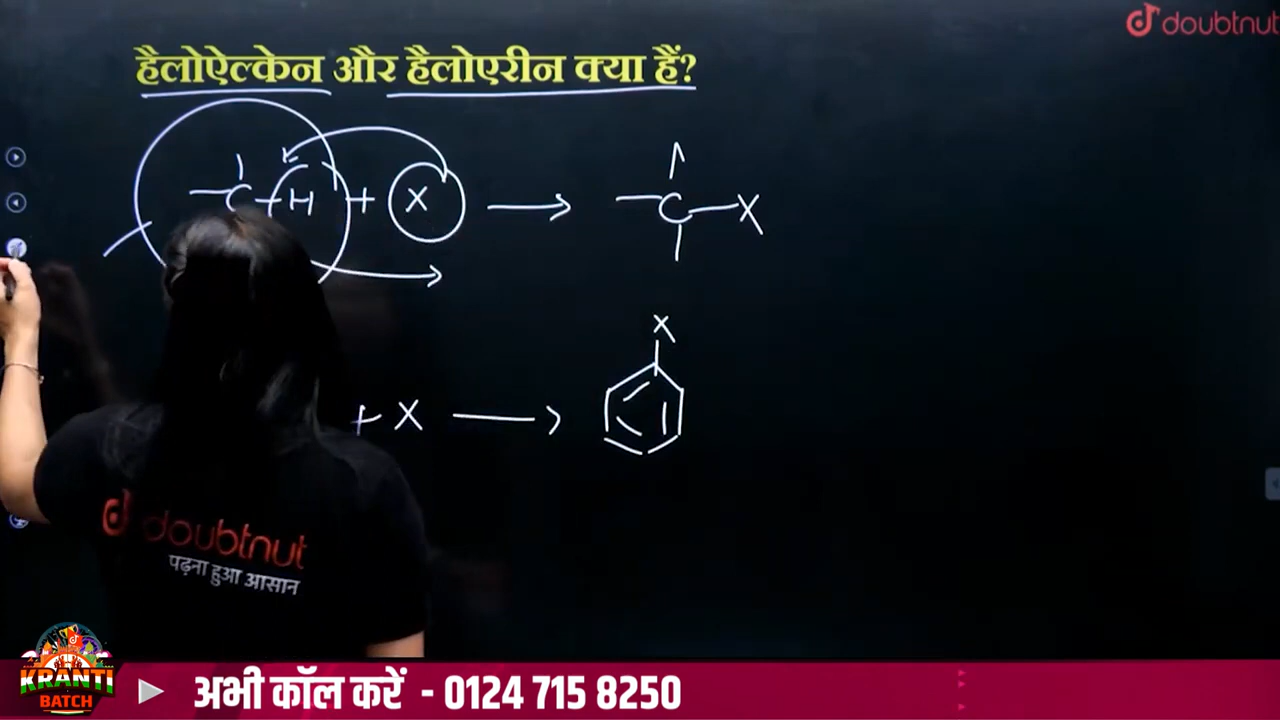 doubtnut
हैलोऐल्केन और हैलोएरीन क्या हैं?
C-H + X → C-X
X
+ X →
doubtnut
पढ़ना हुआ आसान
KRANTI
BATCH
अभी कॉल करें - 0124 715 8250